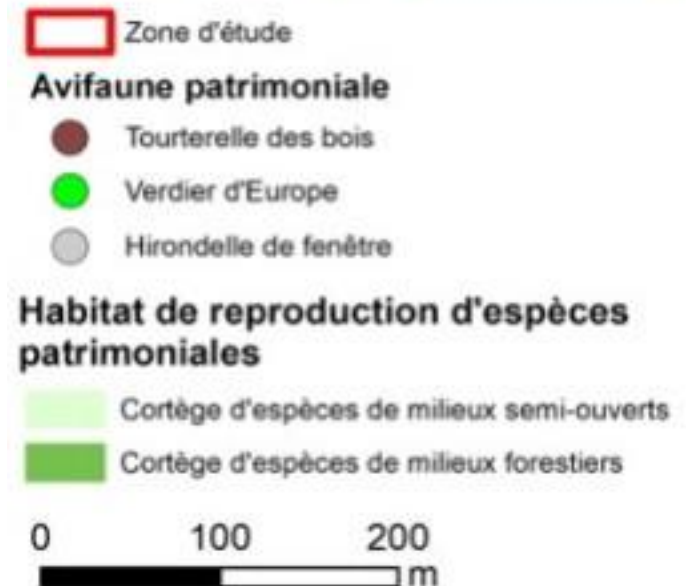 Zone d'étude
Avifaune patrimoniale
Tourterelle des bois
Verdier d'Europe
Hirondelle de fenêtre
Habitat de reproduction d'espèces
patrimoniales
Cortège d'espèces de milieux semi-ouverts
Cortège d'espèces de milieux forestiers
0 100 200
m